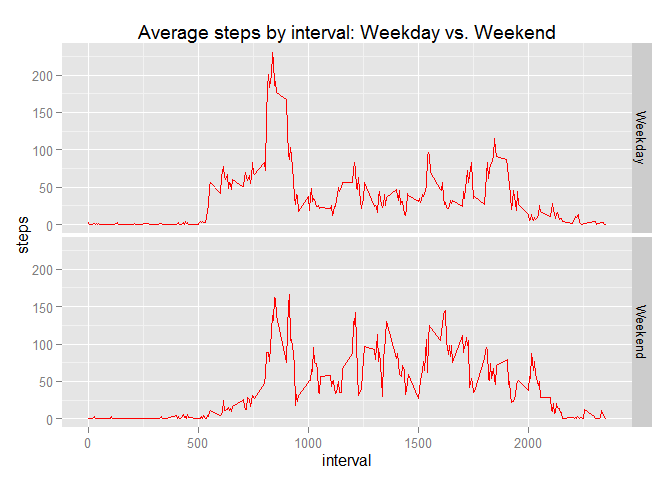 Average steps by interval: Weekday vs. Weekend
steps
200
150
100
50
0
Weekday
200
150
100
50
0
Weekend
0 500 1000 1500 2000
interval